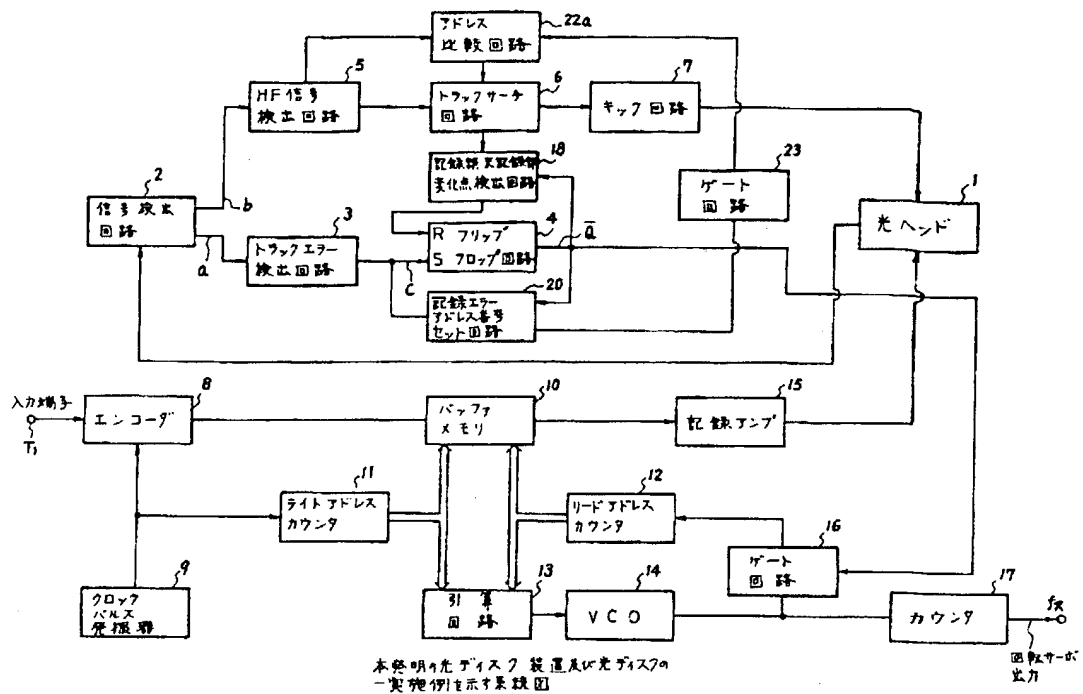 アドレス
比較回路
22a
5
6
7
HF信号
検出回路
トラックサーチ
回路
キック回路
18
23
2
記録部未記録部
変化点検出回路
ゲート
回路
1
信号検出
回路
b
a
3
4
Q̅
光ヘッド
トラックエラー
検出回路
R フリップ
S フロップ回路
C
20
記録エラー
アドレス番号
セット回路
入力端子
T₁
8
10
15
エンコーダ
バッファ
メモリ
記録アンプ
11
12
ライトアドレス
カウンタ
リードアドレス
カウンタ
16
9
13
14
ゲート
回路
17
クロック
パルス
発振器
引算
回路
VCO
カウンタ
fR
回転サーボ
出力
本発明の光ディスク装置及び光ディスクの
一実施例を示す系統図